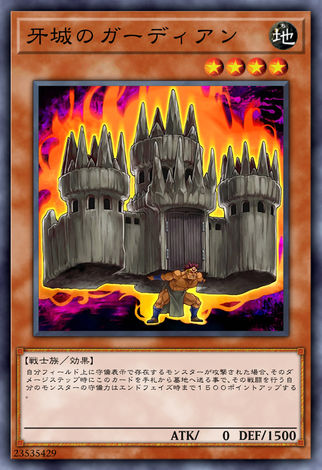 牙城のガーディアン
地
【戦士族／効果】
自分フィールド上に守備表示で存在するモンスターが攻撃された場合、そのダ
メージステップ時にこのカードを手札から墓地へ送る事で、その戦闘を行う自分
のモンスターの守備力はエンドフェイズ時まで１５００ポイントアップする
。
ATK/ 0 DEF/1500
23535429